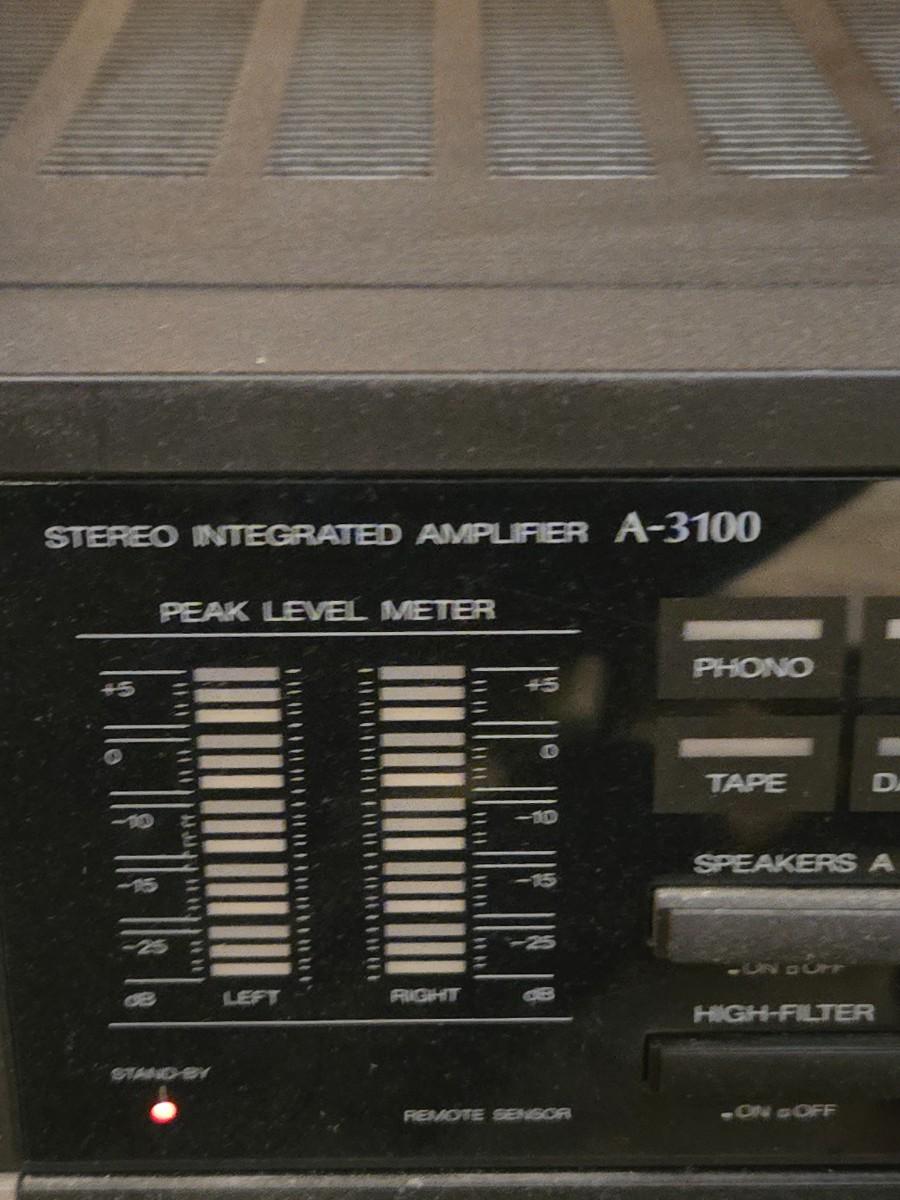 STEREO INTEGRATED AMPLIFIER A-3100
PEAK LEVEL METER
+5 +5
0 0
-10 -10
-15 -15
-25 -25
dB LEFT RIGHT dB
STAND-BY
REMOTE SENSOR
PHONO
TAPE
SPEAKERS A
ON OFF
HIGH-FILTER
ON OFF